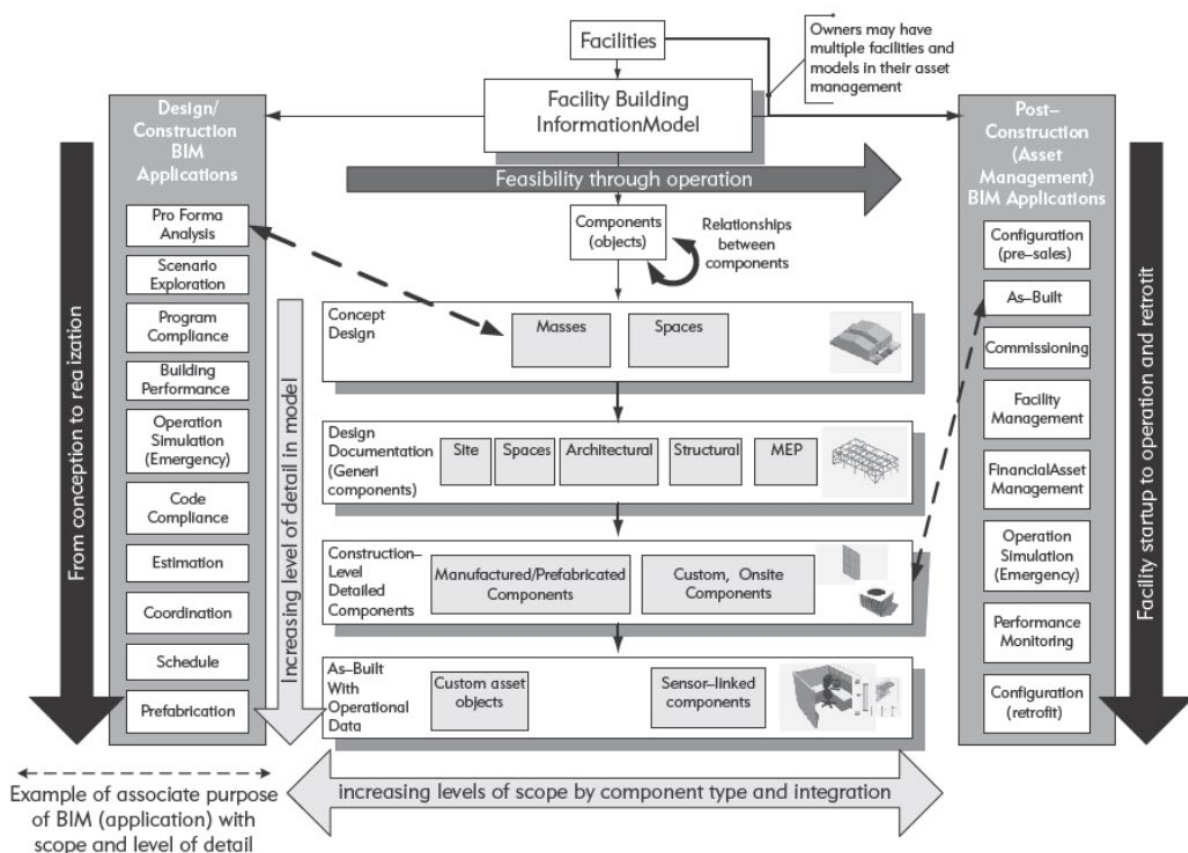 Facilities
Owners may have
multiple facilities and
models in their asset
management
Facility Building
InformationModel
Feasibility through operation
Components
(objects)
Relationships
between
components
Design/
Construction
BIM
Applications
From conception to realization
Pro Forma
Analysis
Scenario
Exploration
Program
Compliance
Building
Performance
Operation
Simulation
(Emergency)
Code
Compliance
Estimation
Coordination
Schedule
Prefabrication
Increasing level of detail in model
Concept
Design
Masses
Spaces
Design
Documentation
(Generi
components)
Site
Spaces
Architectural
Structural
MEP
Construction–
Level
Detailed
Components
Manufactured/Prefabricated
Components
Custom, Onsite
Components
As–Built
With
Operational
Data
Custom asset
objects
Sensor–linked
components
Post–
Construction
(Asset
Management)
BIM Applications
Configuration
(pre–sales)
As–Built
Commissioning
Facility
Management
FinancialAsset
Management
Operation
Simulation
(Emergency)
Performance
Monitoring
Configuration
(retrofit)
Facility startup to operation and retrotit
Example of associate purpose
of BIM (application) with
scope and level of detail
increasing levels of scope by component type and integration